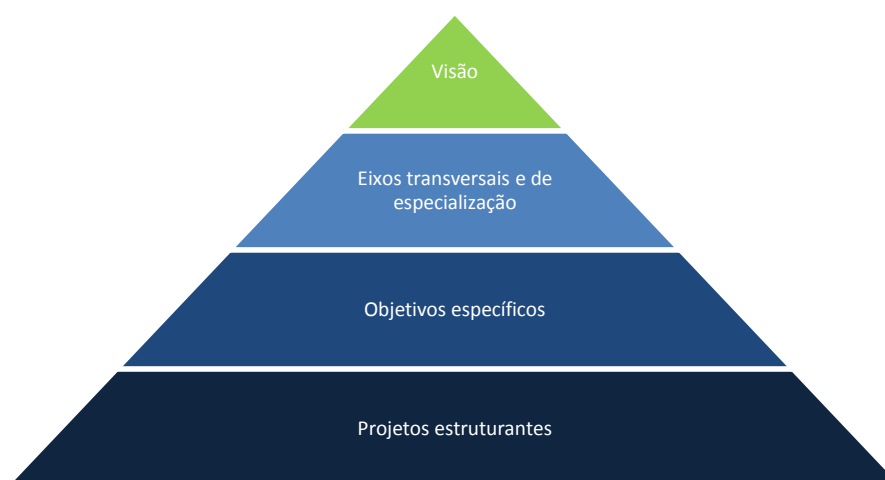 Visão
Eixos transversais e de
especialização
Objetivos específicos
Projetos estruturantes